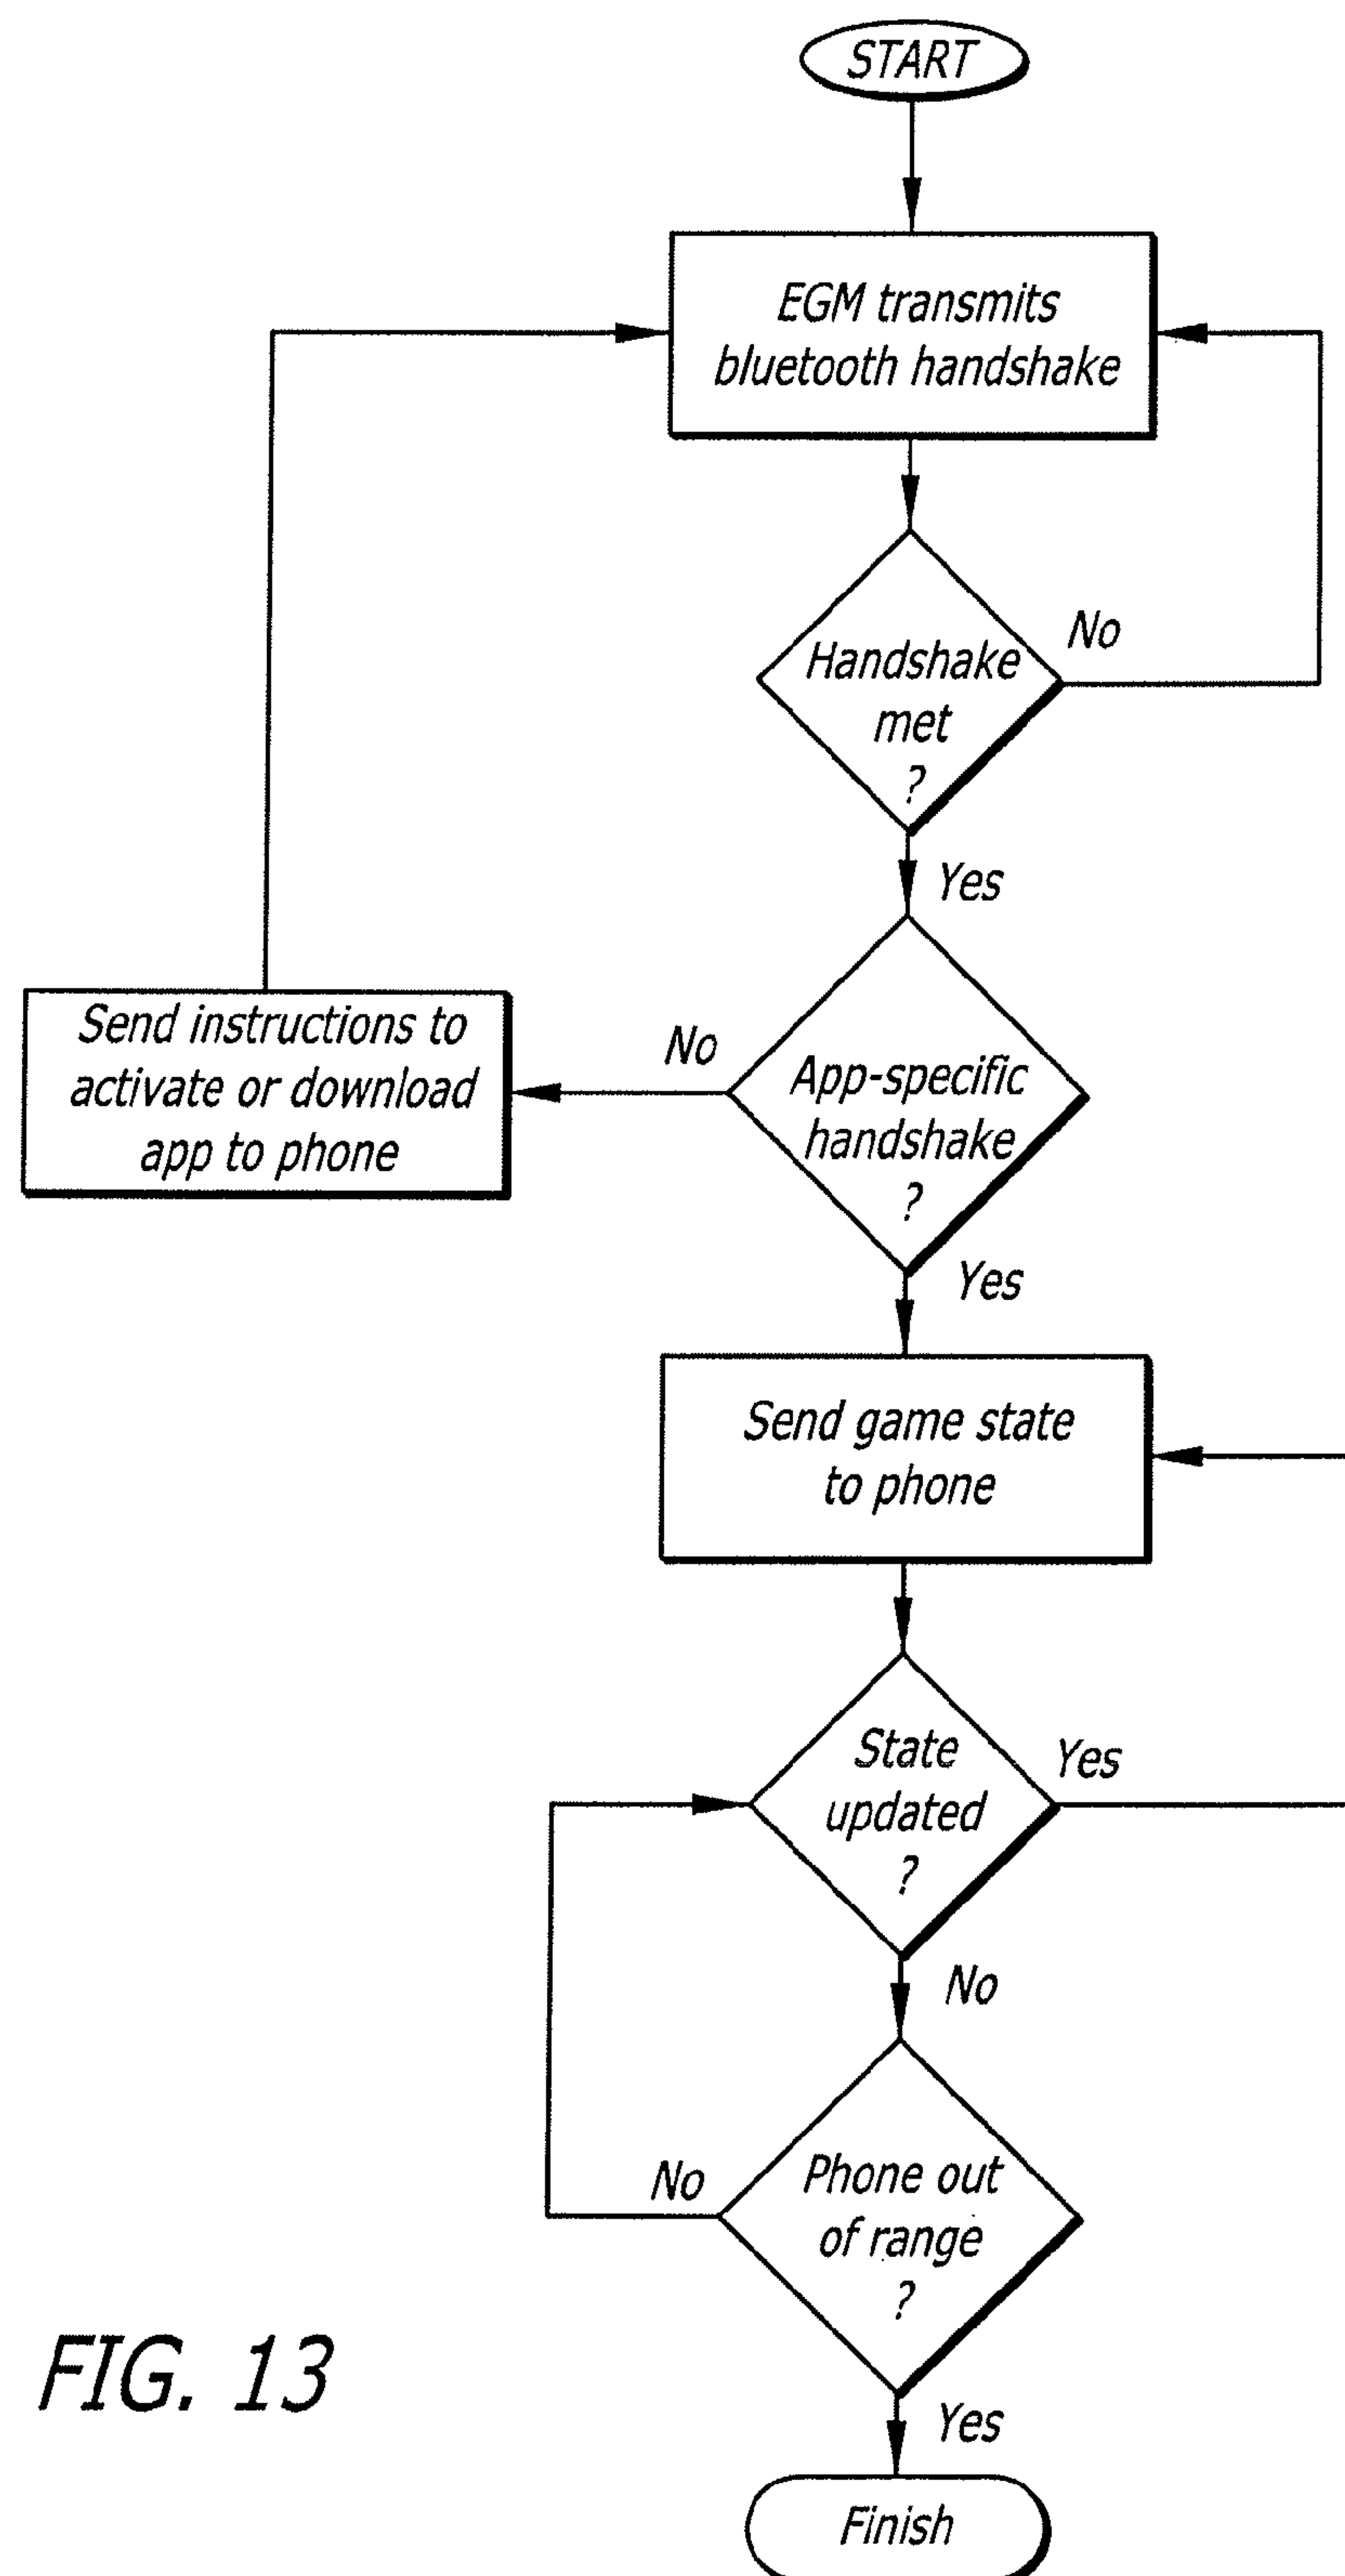 START
EGM transmits
bluetooth handshake
Handshake
met
?
No
Yes
App-specific
handshake
?
No
Send instructions to
activate or download
app to phone
Yes
Send game state
to phone
State
updated
?
Yes
No
Phone out
of range
?
No
Yes
Finish
FIG. 13